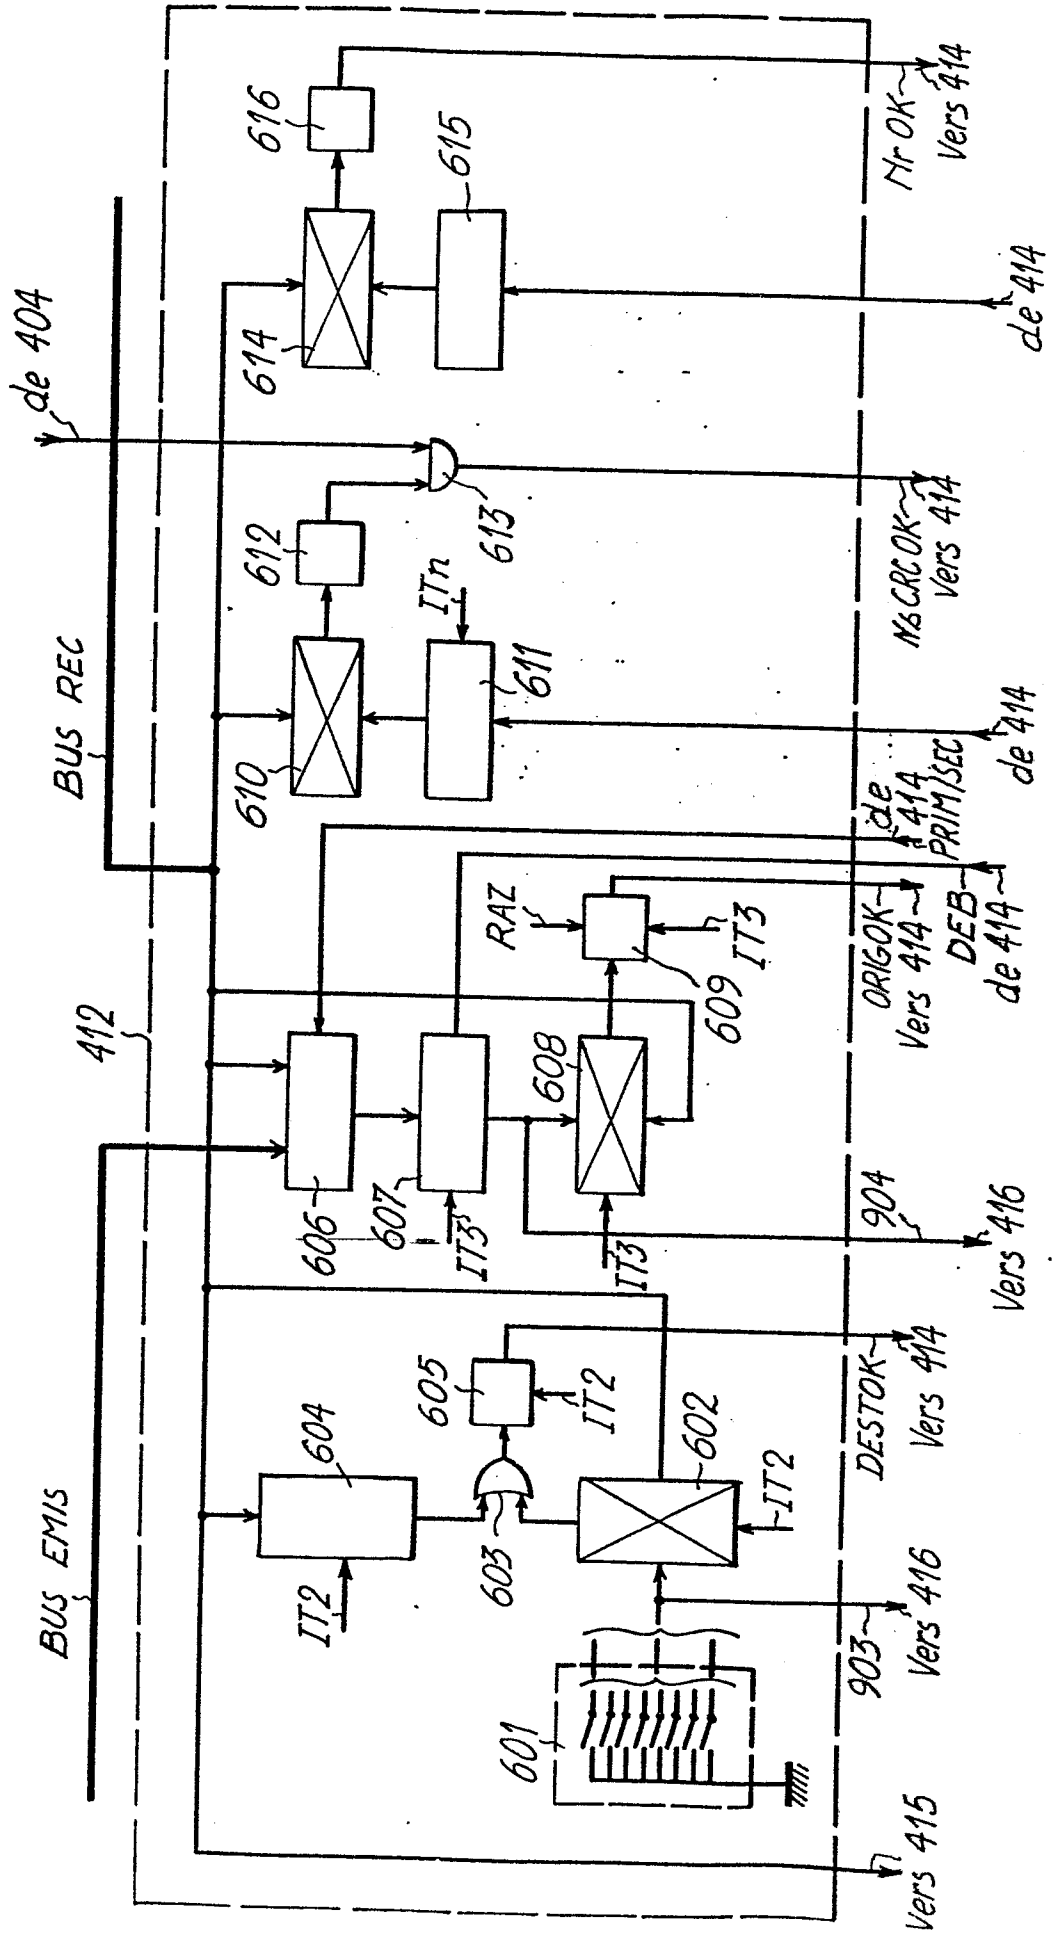 BUS EMIS
BUS REC
de 404
412
604
IT2
603
605
IT2
602
IT2
601
606
607
IT3
608
IT3
609
RAZ
IT3
610
611
ITn
612
613
614
615
616
Vers 415
903
Vers 416
DESTOK
Vers 414
904
Vers 416
ORIGOK
Vers 414
DEB
de 414
de
414
PRIM/SEC
de 414
NsCRCOK
Vers 414
de 414
NrOK
Vers 414